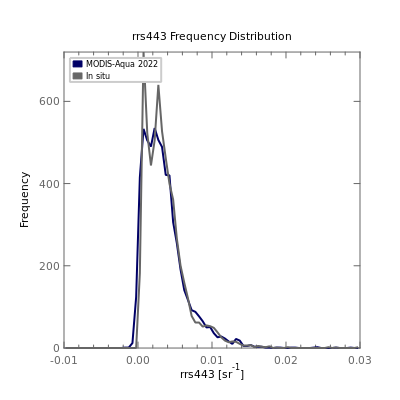 rrs443 Frequency Distribution
MODIS-Aqua 2022
In situ
600
400
200
0
Frequency
-0.01 0.00 0.01 0.02 0.03
rrs443 [sr-1]